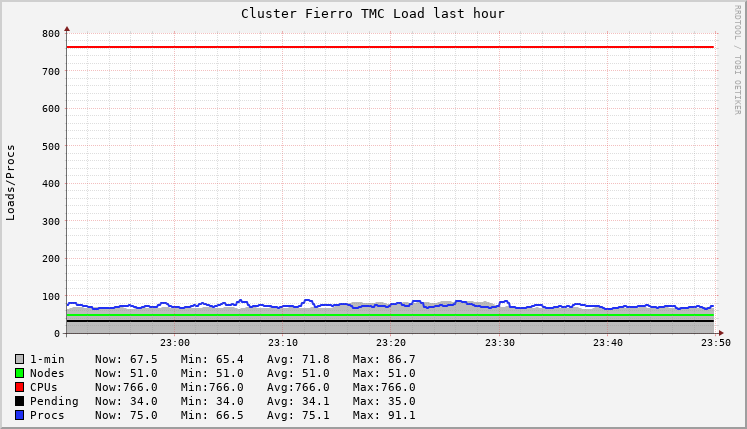 Cluster Fierro TMC Load last hour
RRDTOOL / TOBI OETIKER
Loads/Procs
800
700
600
500
400
300
200
100
0
23:00 23:10 23:20 23:30 23:40 23:50
1-min Now: 67.5 Min: 65.4 Avg: 71.8 Max: 86.7
Nodes Now: 51.0 Min: 51.0 Avg: 51.0 Max: 51.0
CPUs Now:766.0 Min:766.0 Avg:766.0 Max:766.0
Pending Now: 34.0 Min: 34.0 Avg: 34.1 Max: 35.0
Procs Now: 75.0 Min: 66.5 Avg: 75.1 Max: 91.1